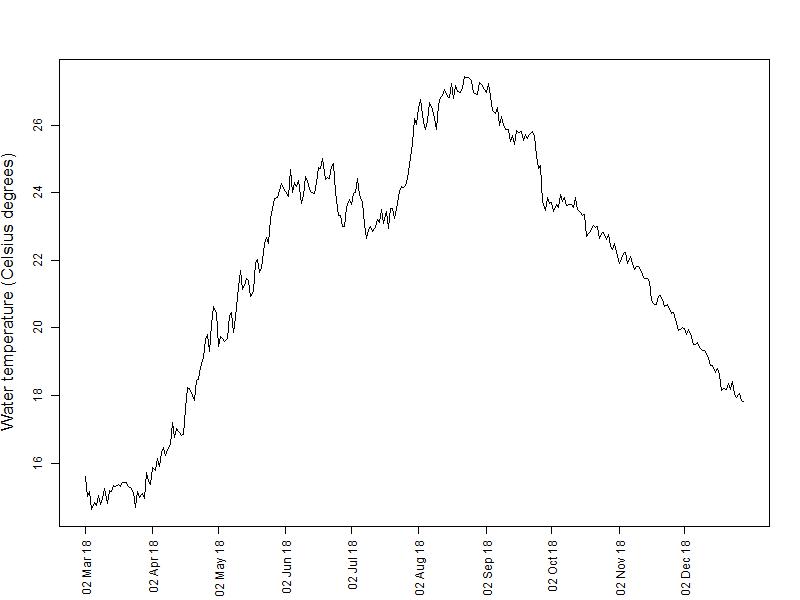 Water temperature (Celsius degrees)
26
24
22
20
18
16
02 Mar 18
02 Apr 18
02 May 18
02 Jun 18
02 Jul 18
02 Aug 18
02 Sep 18
02 Oct 18
02 Nov 18
02 Dec 18